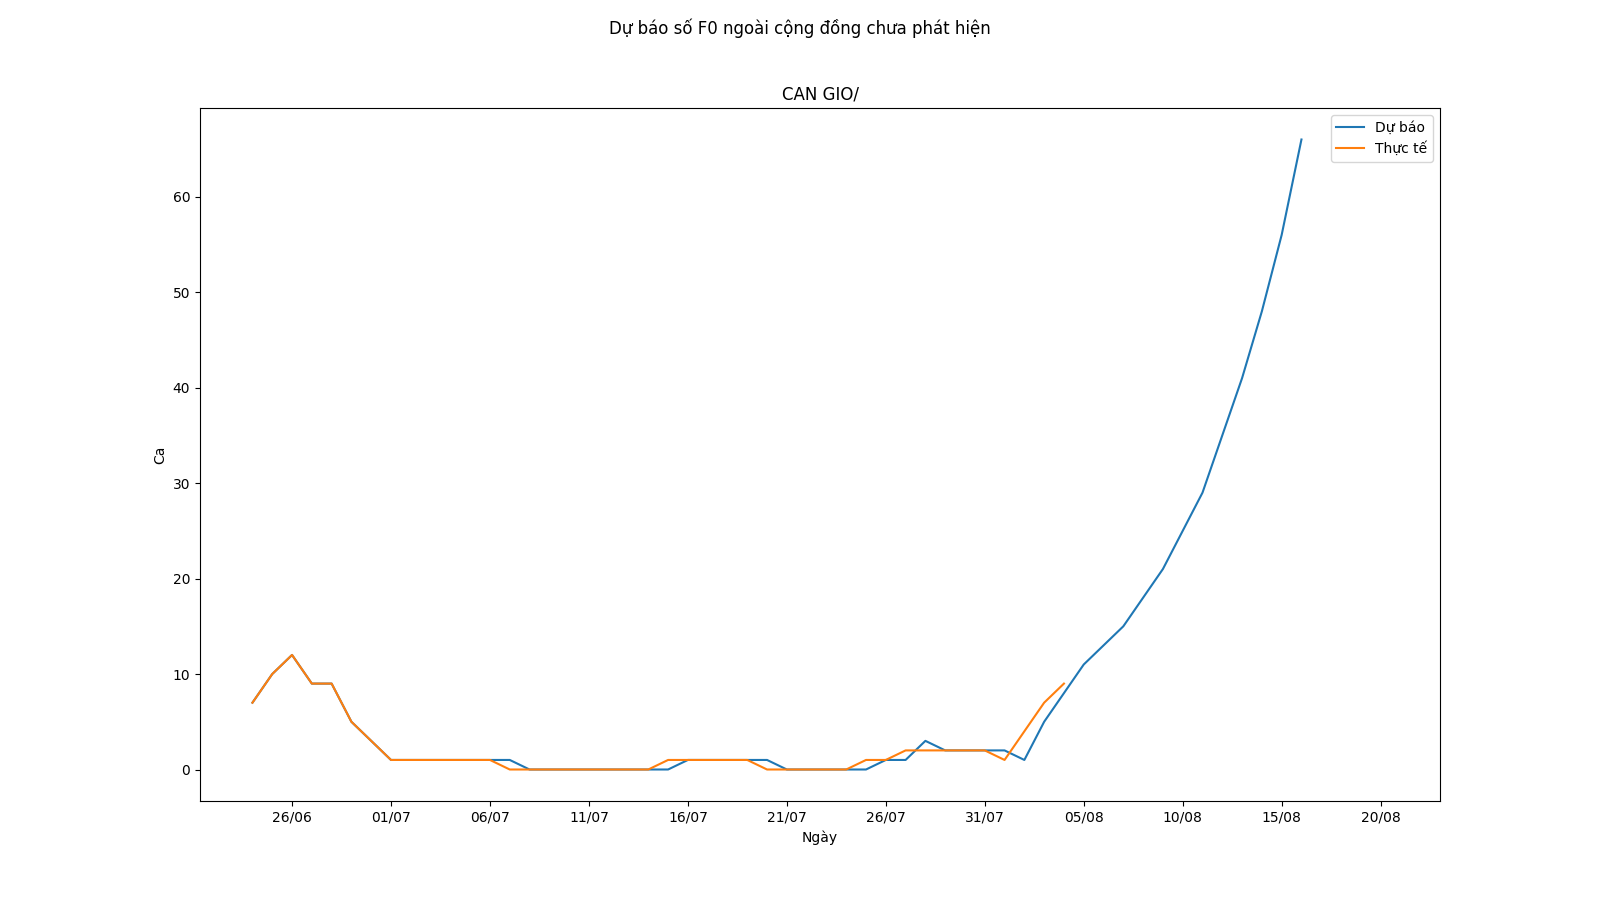 Dự báo số F0 ngoài cộng đồng chưa phát hiện
CAN GIO/
Dự báo
Thực tế
60
50
40
30
20
10
0
Ca
26/06 01/07 06/07 11/07 16/07 21/07 26/07 31/07 05/08 10/08 15/08 20/08
Ngày